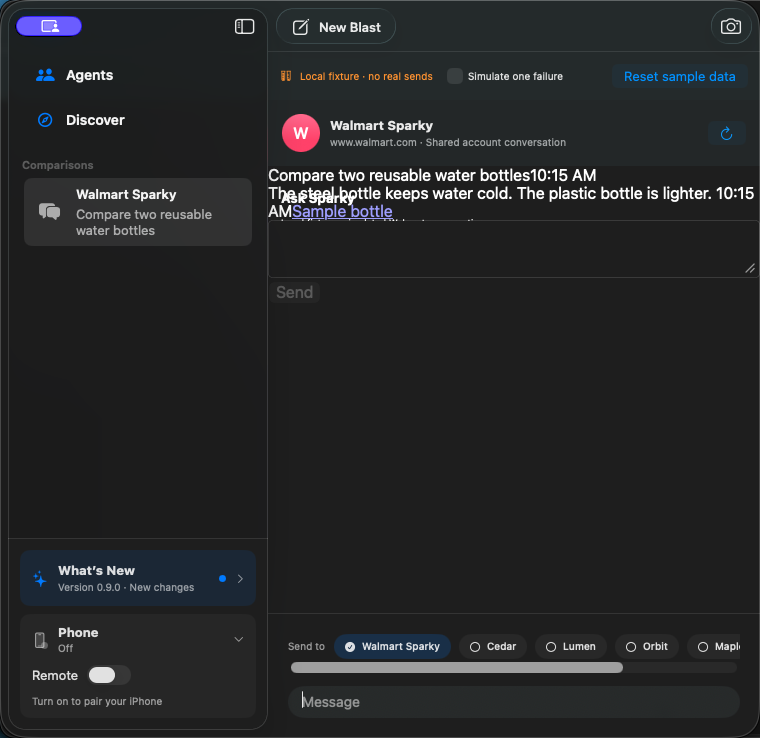 New Blast
Agents
Discover
Comparisons
Walmart Sparky
Compare two reusable
water bottles
What's New
Version 0.9.0 · New changes
Phone
Off
Remote
Turn on to pair your iPhone
Local fixture · no real sends
Simulate one failure
Reset sample data
W
Walmart Sparky
www.walmart.com · Shared account conversation
Compare two reusable water bottles10:15 AM
The steel bottle keeps water cold. The plastic bottle is lighter. 10:15
AMSample bottle
Ask Sparky
Send
Send to
Walmart Sparky
Cedar
Lumen
Orbit
Message